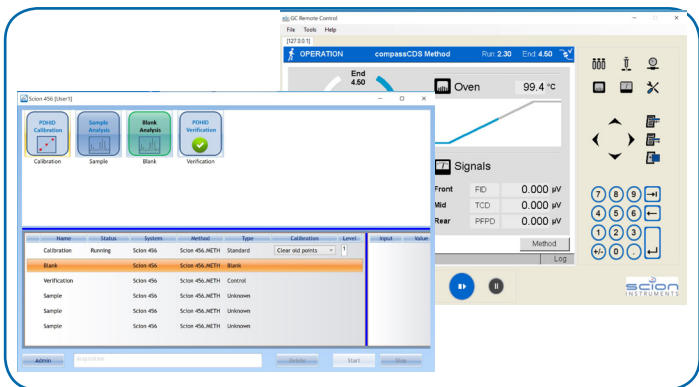 GC Remote Control
File Tools Help
[127.0.0.1]
OPERATION compassCDS Method Run: 2.30 End: 4.50
End
4.50
Oven 99.4 °C
Signals
Front FID 0.000 µV
Mid TCD 0.000 µV
Rear PFPD 0.000 µV
Method
Log
7 8 9
4 5 6
1 2 3
+/- 0 .
scion
INSTRUMENTS
Scion 456 [User1]
PDHID
Calibration
Sample
Analysis
Blank
Analysis
PDHID
Verification
Calibration Sample Blank Verification
Name Status System Method Type Calibration Level Input Value
Calibration Running Scion 456 Scion 456.METH Standard Clear old points 1
Blank Scion 456 Scion 456.METH Blank
Verification Scion 456 Scion 456.METH Control
Sample Scion 456 Scion 456.METH Unknown
Sample Scion 456 Scion 456.METH Unknown
Sample Scion 456 Scion 456.METH Unknown
Admin Acquisition Delete Start Stop